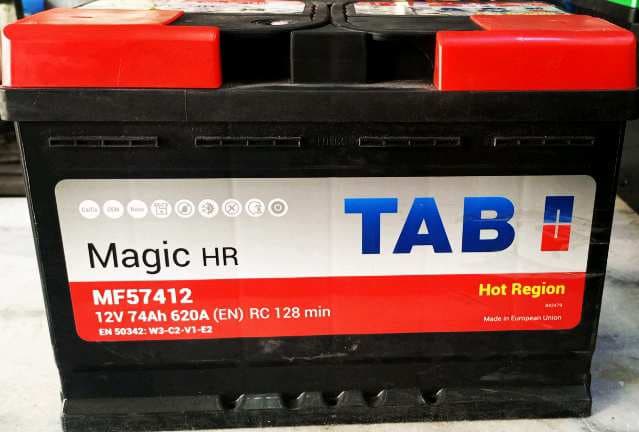 TAB
Magic HR
MF57412
Hot Region
12V 74Ah 620A (EN) RC 128 min
Made in European Union
EN 50342: W3-C2-V1-E2